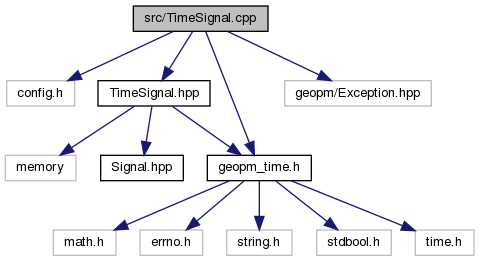 src/TimeSignal.cpp
config.h
TimeSignal.hpp
geopm/Exception.hpp
memory
Signal.hpp
geopm_time.h
math.h
errno.h
string.h
stdbool.h
time.h